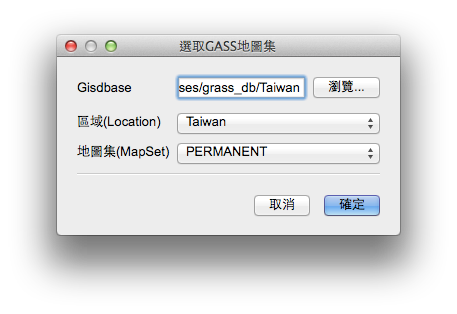 選取GASS地圖集
Gisdbase
ses/grass_db/Taiwan
瀏覽...
區域(Location)
Taiwan
地圖集(MapSet)
PERMANENT
取消
確定